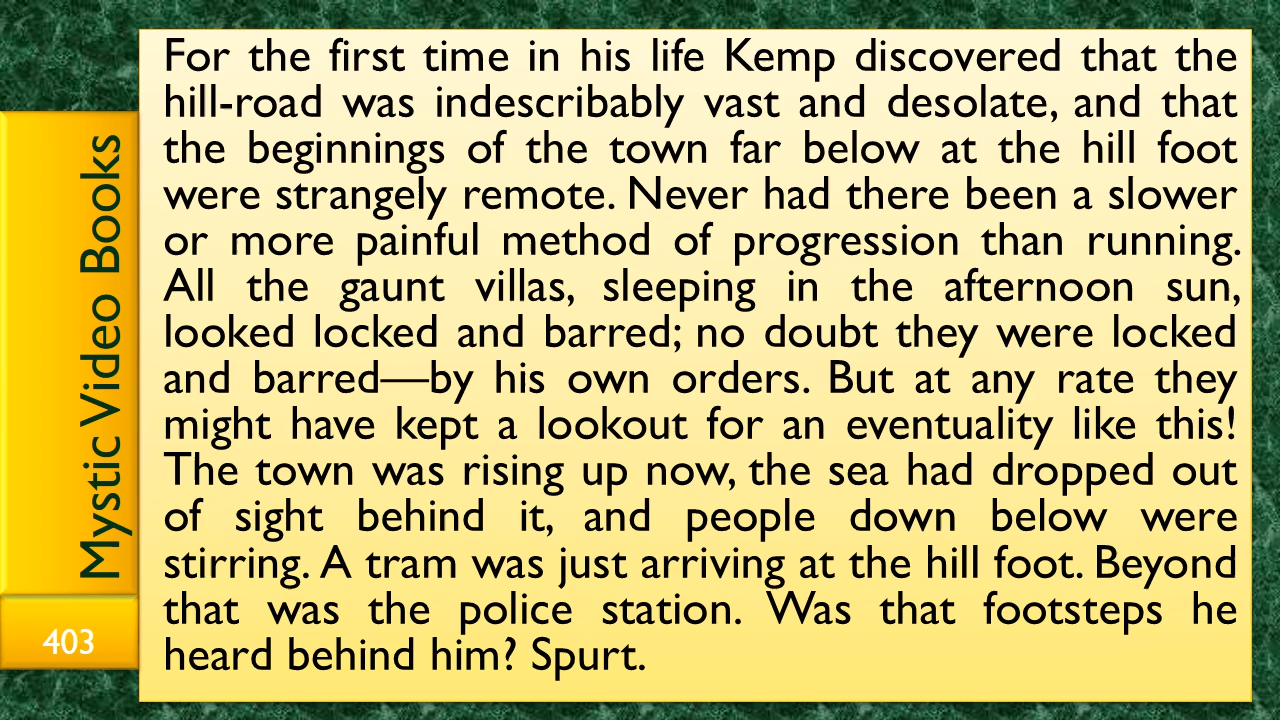 For the first time in his life Kemp discovered that the
hill-road was indescribably vast and desolate, and that
the beginnings of the town far below at the hill foot
were strangely remote. Never had there been a slower
or more painful method of progression than running.
All the gaunt villas, sleeping in the afternoon sun,
looked locked and barred; no doubt they were locked
and barred—by his own orders. But at any rate they
might have kept a lookout for an eventuality like this!
The town was rising up now, the sea had dropped out
of sight behind it, and people down below were
stirring. A tram was just arriving at the hill foot. Beyond
that was the police station. Was that footsteps he
heard behind him? Spurt.
Mystic Video Books
403